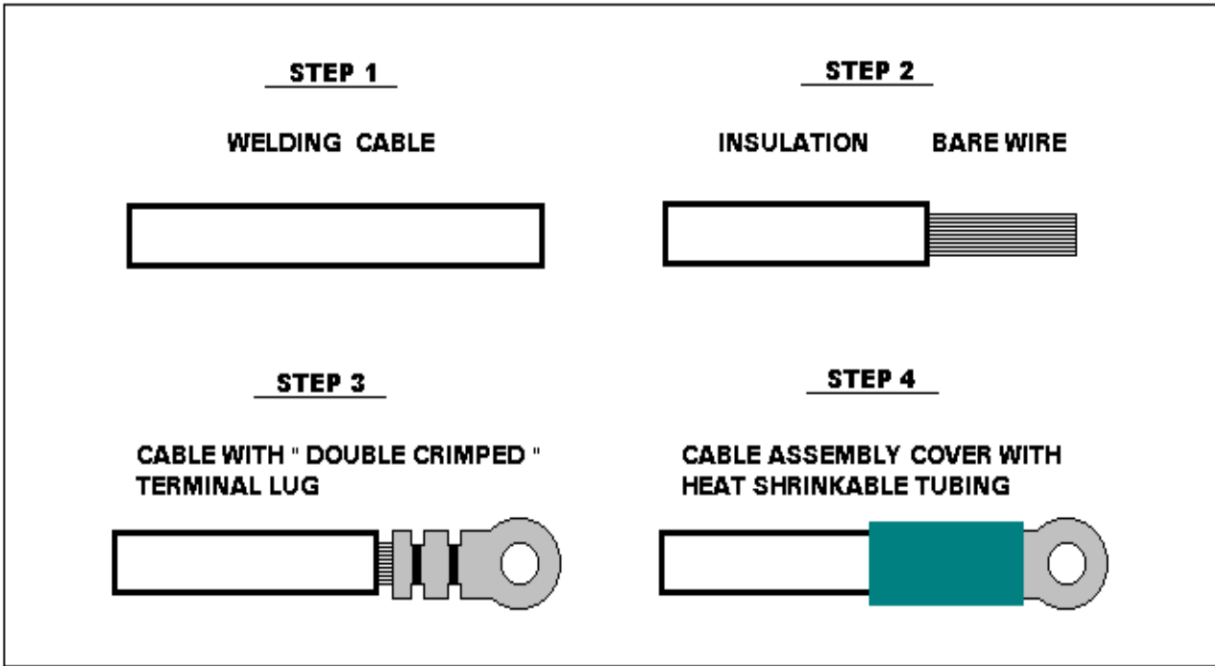 STEP 1
WELDING CABLE
STEP 2
INSULATION BARE WIRE
STEP 3
CABLE WITH " DOUBLE CRIMPED "
TERMINAL LUG
STEP 4
CABLE ASSEMBLY COVER WITH
HEAT SHRINKABLE TUBING